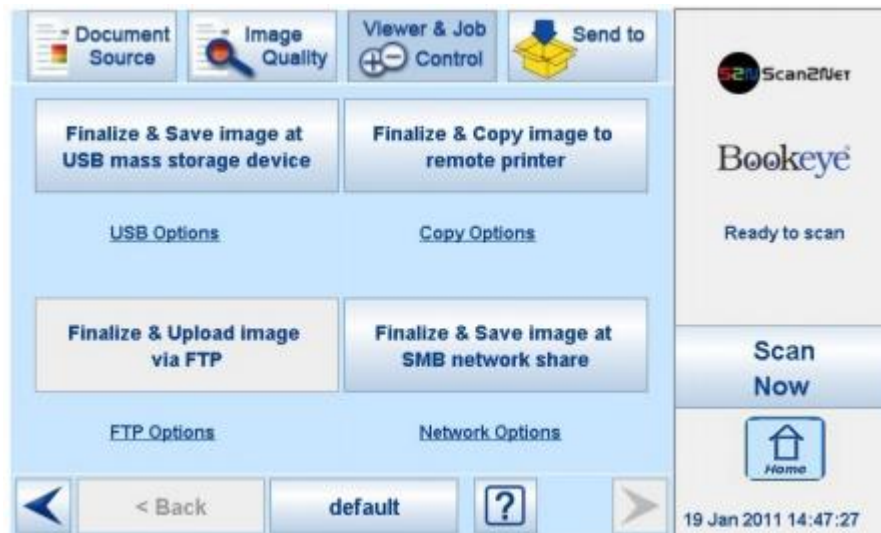 Document
Source
Image
Quality
Viewer & Job
Control
Send to
Finalize & Save image at
USB mass storage device
Finalize & Copy image to
remote printer
USB Options
Copy Options
Finalize & Upload image
via FTP
Finalize & Save image at
SMB network share
FTP Options
Network Options
< Back
default
?
S2N Scan2Net
Bookeye
Ready to scan
Scan
Now
Home
19 Jan 2011 14:47:27